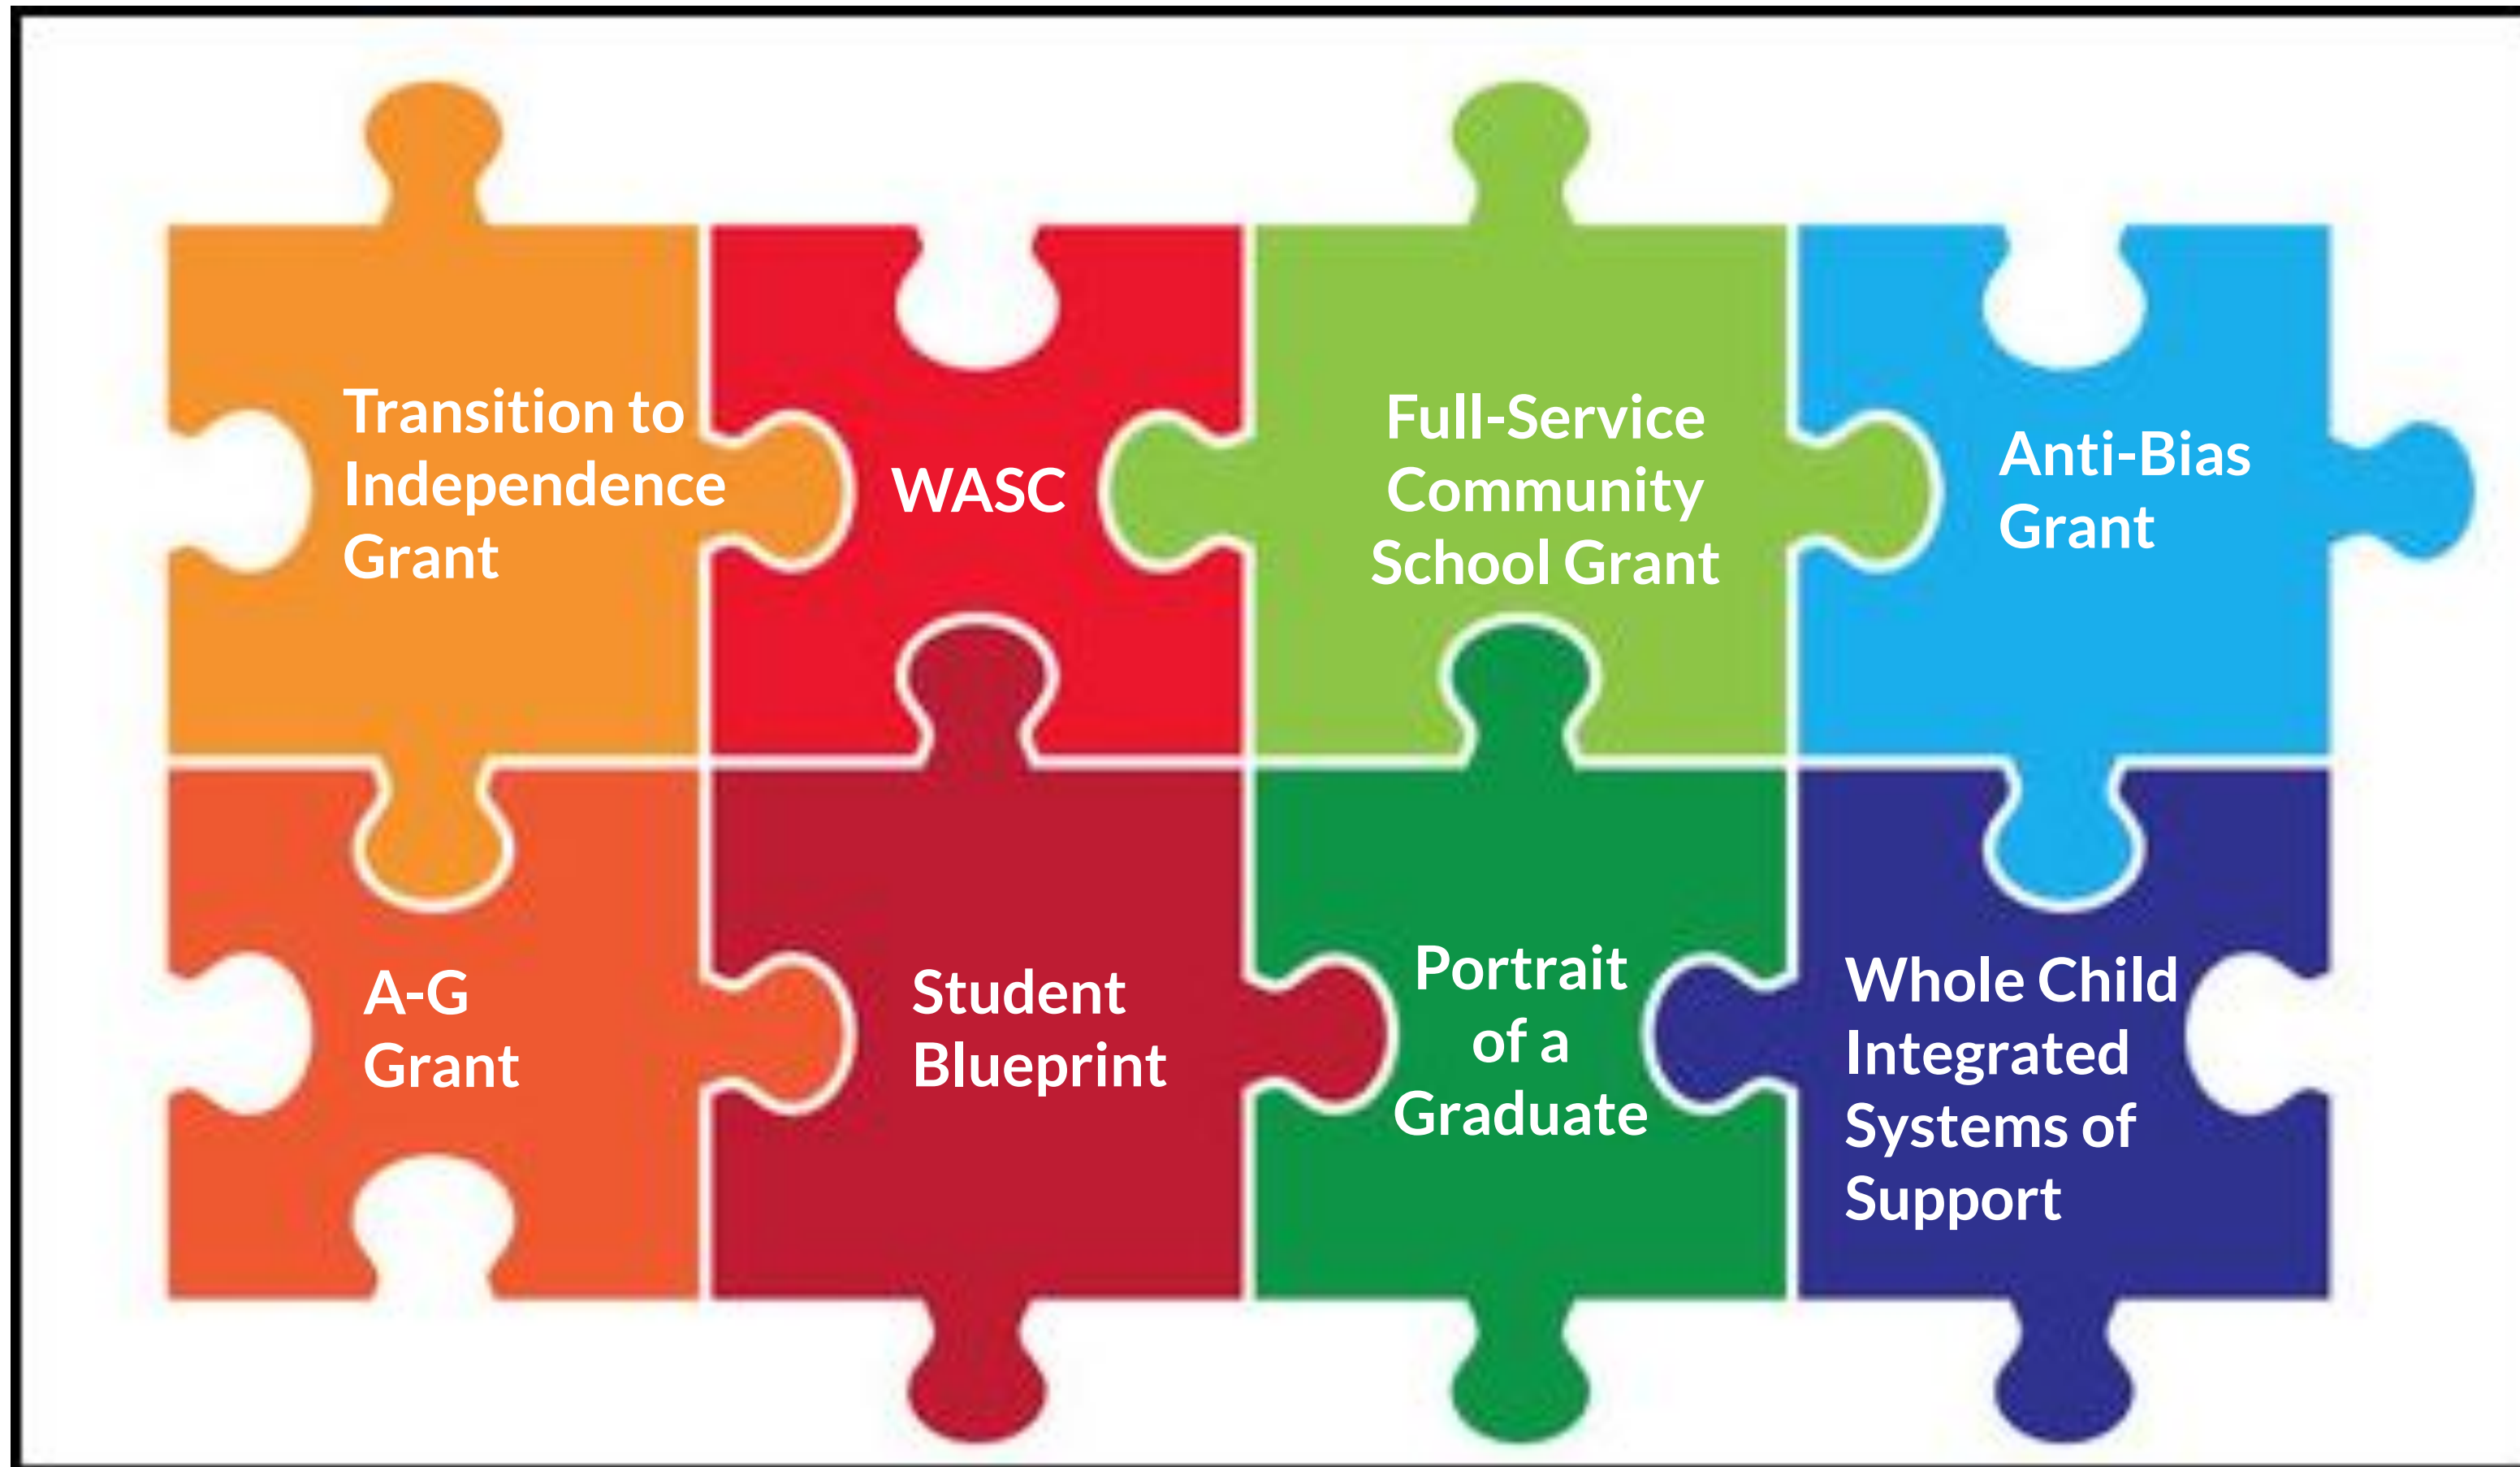 Transition to
Independence
Grant
WASC
Full-Service
Community
School Grant
Anti-Bias
Grant
A-G
Grant
Student
Blueprint
Portrait
of a
Graduate
Whole Child
Integrated
Systems of
Support